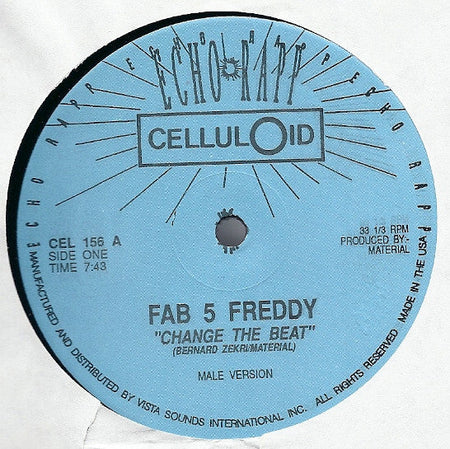 ECHO RAPP
ECHO RAPP ECHO RAPP
CELLULOID
CEL 156 A
SIDE ONE
TIME 7:43
33 1/3 RPM
PRODUCED BY:-
MATERIAL
FAB 5 FREDDY
"CHANGE THE BEAT"
(BERNARD ZEKRI/MATERIAL)
MALE VERSION
MANUFACTURED AND DISTRIBUTED BY VISTA SOUNDS INTERNATIONAL INC. ALL RIGHTS RESERVED MADE IN THE USA